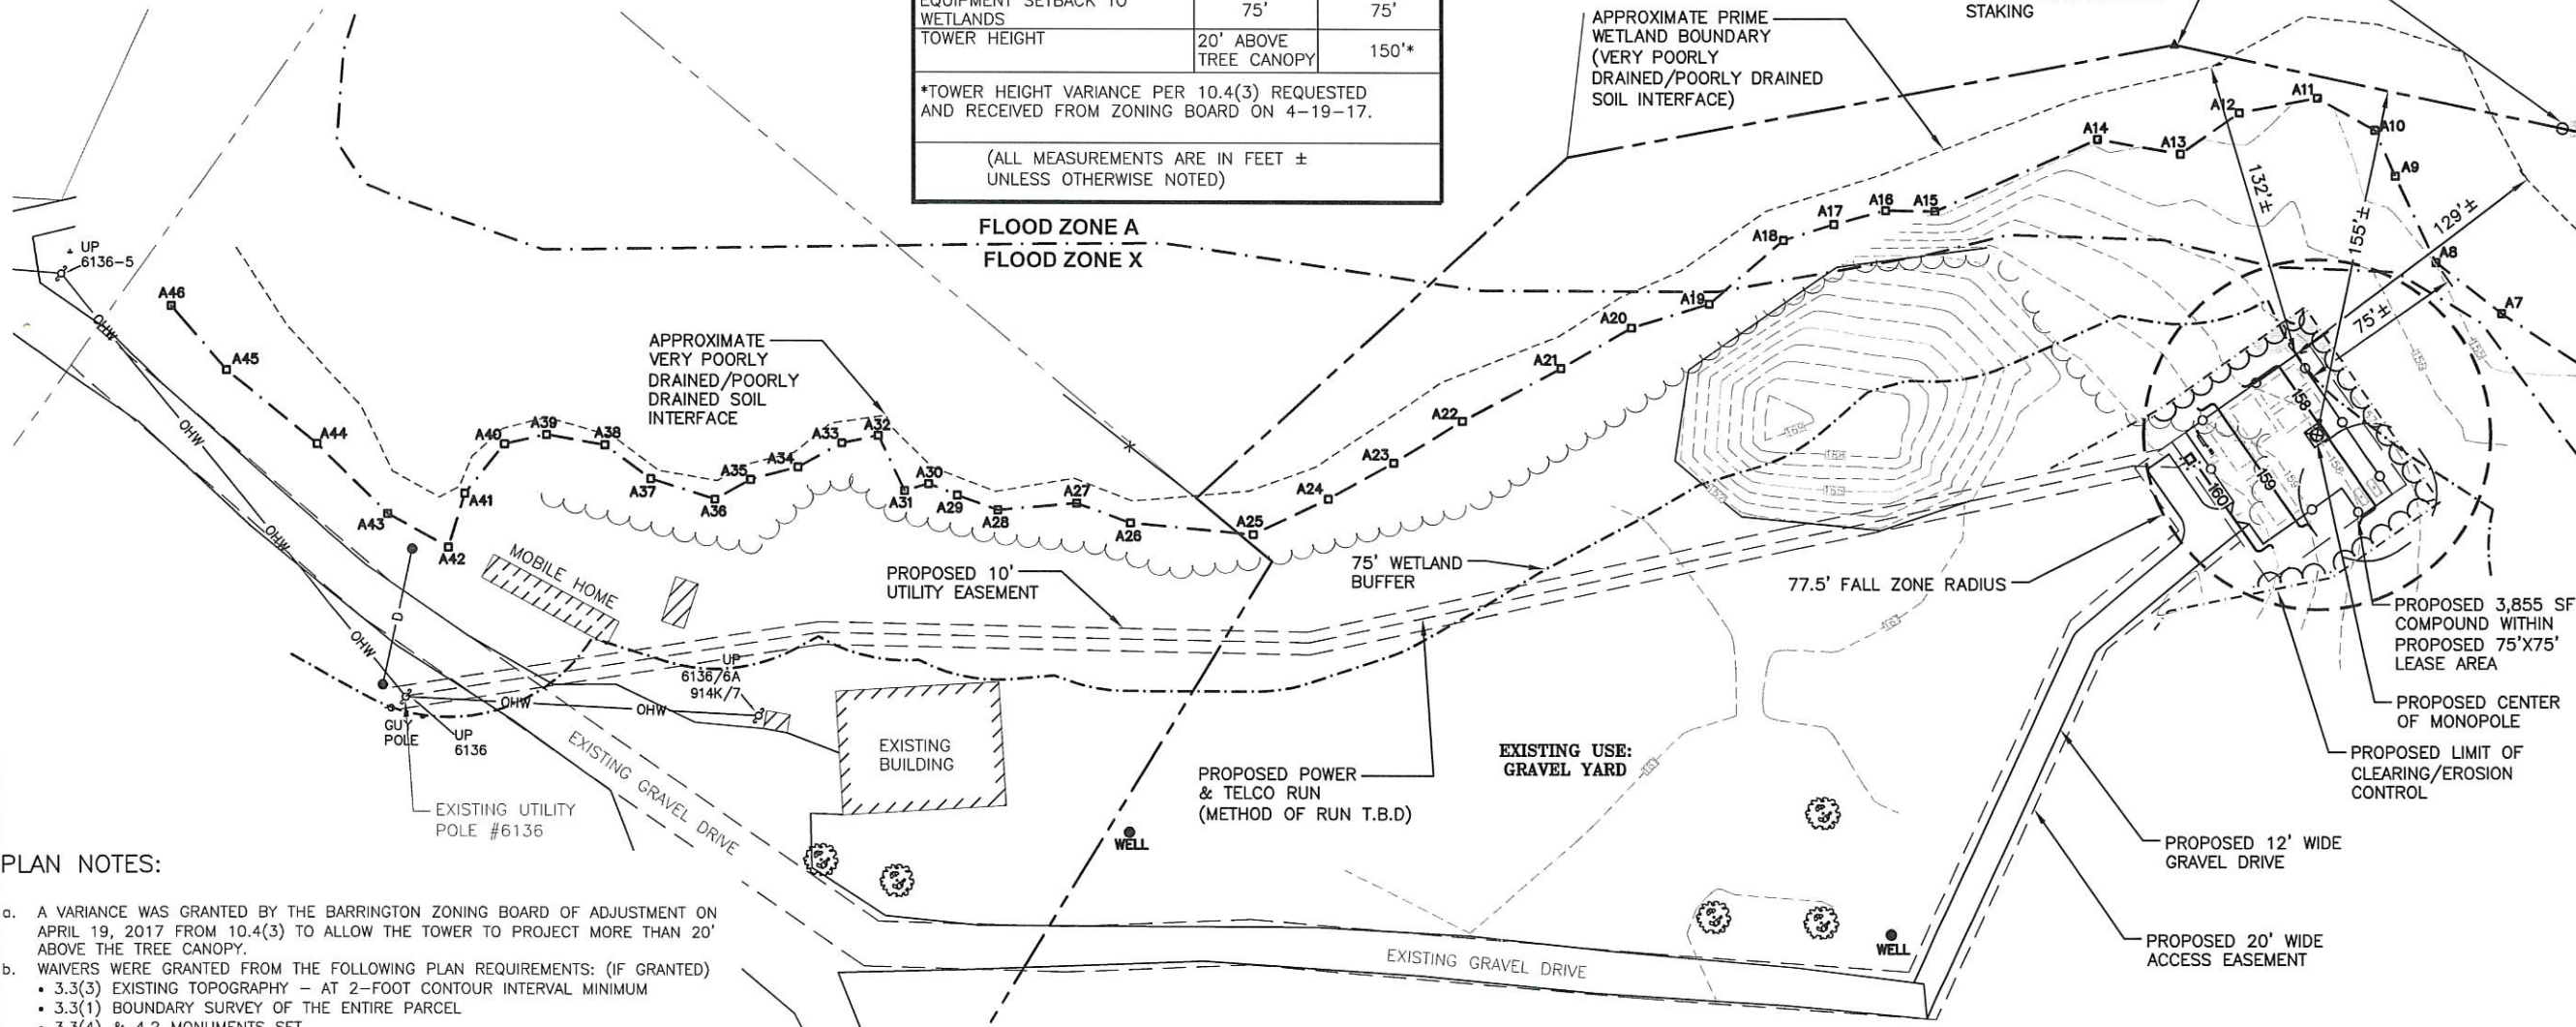 EQUIPMENT SETBACK TO
WETLANDS
75'
75'
TOWER HEIGHT
20' ABOVE
TREE CANOPY
150'*
*TOWER HEIGHT VARIANCE PER 10.4(3) REQUESTED
AND RECEIVED FROM ZONING BOARD ON 4-19-17.
(ALL MEASUREMENTS ARE IN FEET ±
UNLESS OTHERWISE NOTED)
FLOOD ZONE A
FLOOD ZONE X
APPROXIMATE PRIME
WETLAND BOUNDARY
(VERY POORLY
DRAINED/POORLY DRAINED
SOIL INTERFACE)
STAKING
UP
6136-5
OHW
OHW
OHW
OHW
OHW
OHW
A46
A45
A44
A43
A42
A41
A40
A39
A38
A37
A36
A35
A34
A33
A32
A31
A30
A29
A28
A27
A26
A25
A24
A23
A22
A21
A20
A19
A18
A17
A16
A15
A14
A13
A12
A11
A10
A9
A8
A7
132'±
155'±
129'±
75'±
APPROXIMATE
VERY POORLY
DRAINED/POORLY
DRAINED SOIL
INTERFACE
D
MOBILE HOME
PROPOSED 10'
UTILITY EASEMENT
75' WETLAND
BUFFER
77.5' FALL ZONE RADIUS
158
159
160
UP
6136/6A
914K/7
GUY
POLE
UP
6136
EXISTING UTILITY
POLE #6136
EXISTING GRAVEL DRIVE
EXISTING
BUILDING
PROPOSED POWER
& TELCO RUN
(METHOD OF RUN T.B.D)
EXISTING USE:
GRAVEL YARD
WELL
WELL
EXISTING GRAVEL DRIVE
PROPOSED 3,855 SF
COMPOUND WITHIN
PROPOSED 75'X75'
LEASE AREA
PROPOSED CENTER
OF MONOPOLE
PROPOSED LIMIT OF
CLEARING/EROSION
CONTROL
PROPOSED 12' WIDE
GRAVEL DRIVE
PROPOSED 20' WIDE
ACCESS EASEMENT
PLAN NOTES:
a. A VARIANCE WAS GRANTED BY THE BARRINGTON ZONING BOARD OF ADJUSTMENT ON
APRIL 19, 2017 FROM 10.4(3) TO ALLOW THE TOWER TO PROJECT MORE THAN 20'
ABOVE THE TREE CANOPY.
b. WAIVERS WERE GRANTED FROM THE FOLLOWING PLAN REQUIREMENTS: (IF GRANTED)
• 3.3(3) EXISTING TOPOGRAPHY – AT 2-FOOT CONTOUR INTERVAL MINIMUM
• 3.3(1) BOUNDARY SURVEY OF THE ENTIRE PARCEL
• 3.3(4) & 4.2 MONUMENTS SET